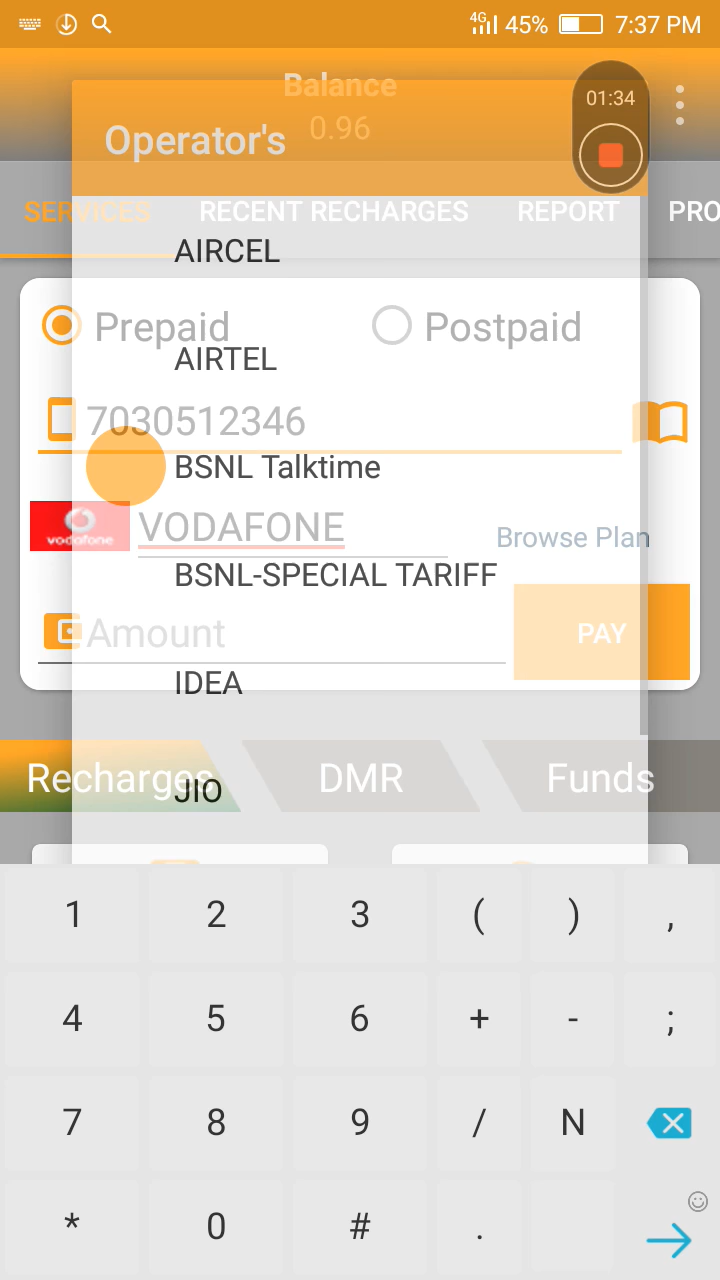 4G 45% 7:37 PM
Balance
0.96
01:34
Operator's
SERVICES RECENT RECHARGES REPORT PRO
AIRCEL
Prepaid Postpaid
AIRTEL
7030512346
BSNL Talktime
vodafone VODAFONE Browse Plan
BSNL-SPECIAL TARIFF
Amount PAY
IDEA
Recharges DMR Funds
JIO
1 2 3 ( ) ,
4 5 6 + - ;
7 8 9 / N
* 0 # .